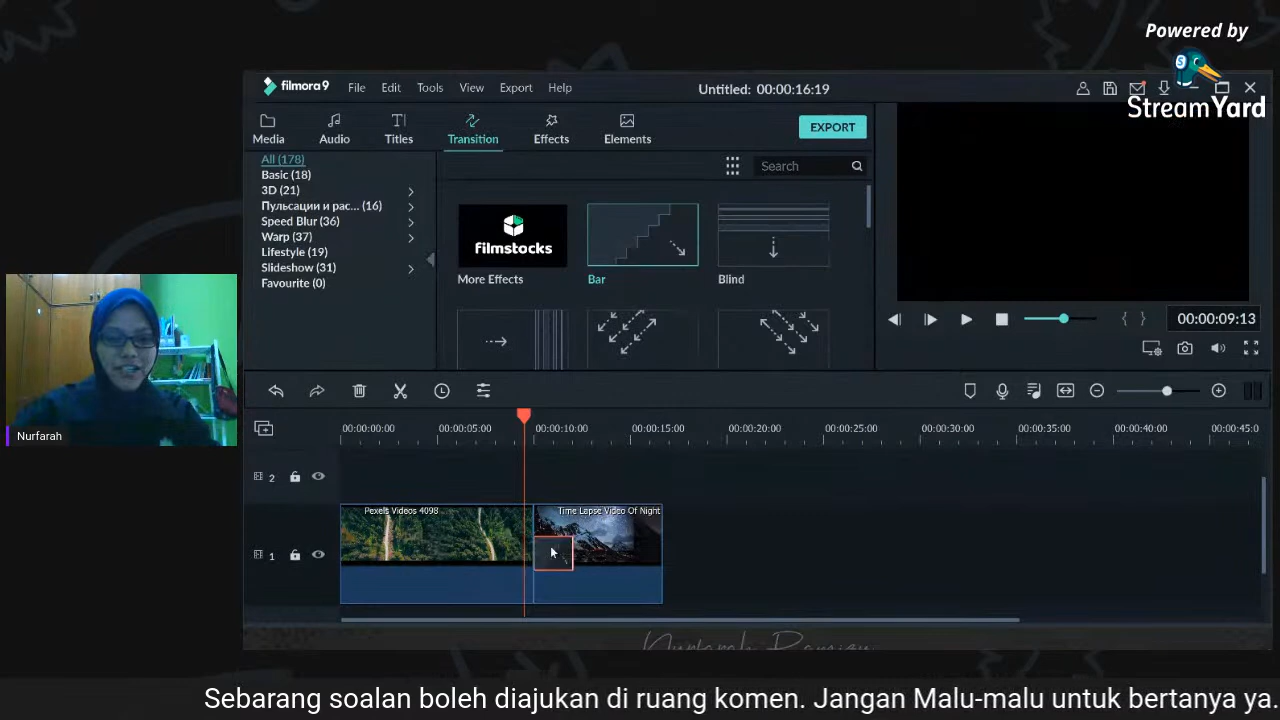 Powered by
StreamYard
filmora9
File Edit Tools View Export Help
Untitled: 00:00:16:19
Media Audio Titles Transition Effects Elements
EXPORT
All (178)
Basic (18)
3D (21)
Пульсации и рас... (16)
Speed Blur (36)
Warp (37)
Lifestyle (19)
Slideshow (31)
Favourite (0)
Search
filmstocks
More Effects Bar Blind
00:00:09:13
Nurfarah
00:00:00:00 00:00:05:00 00:00:10:00 00:00:15:00 00:00:20:00 00:00:25:00 00:00:30:00 00:00:35:00 00:00:40:00 00:00:45:0
2
Pexels Videos 4098 Time Lapse Video Of Night
1
Sebarang soalan boleh diajukan di ruang komen. Jangan Malu-malu untuk bertanya ya.